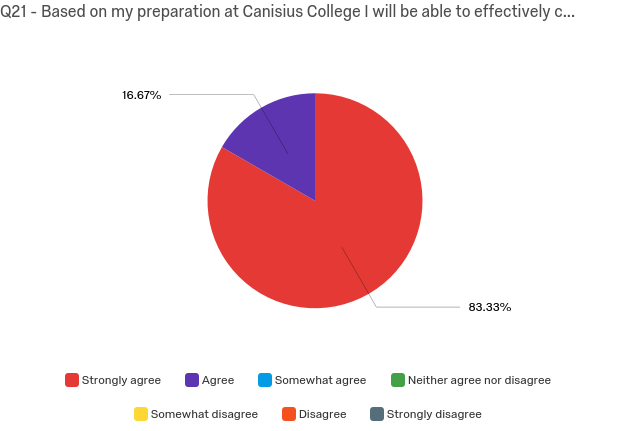 Q21 - Based on my preparation at Canisius College I will be able to effectively c...
16.67%
83.33%
Strongly agree Agree Somewhat agree Neither agree nor disagree
Somewhat disagree Disagree Strongly disagree